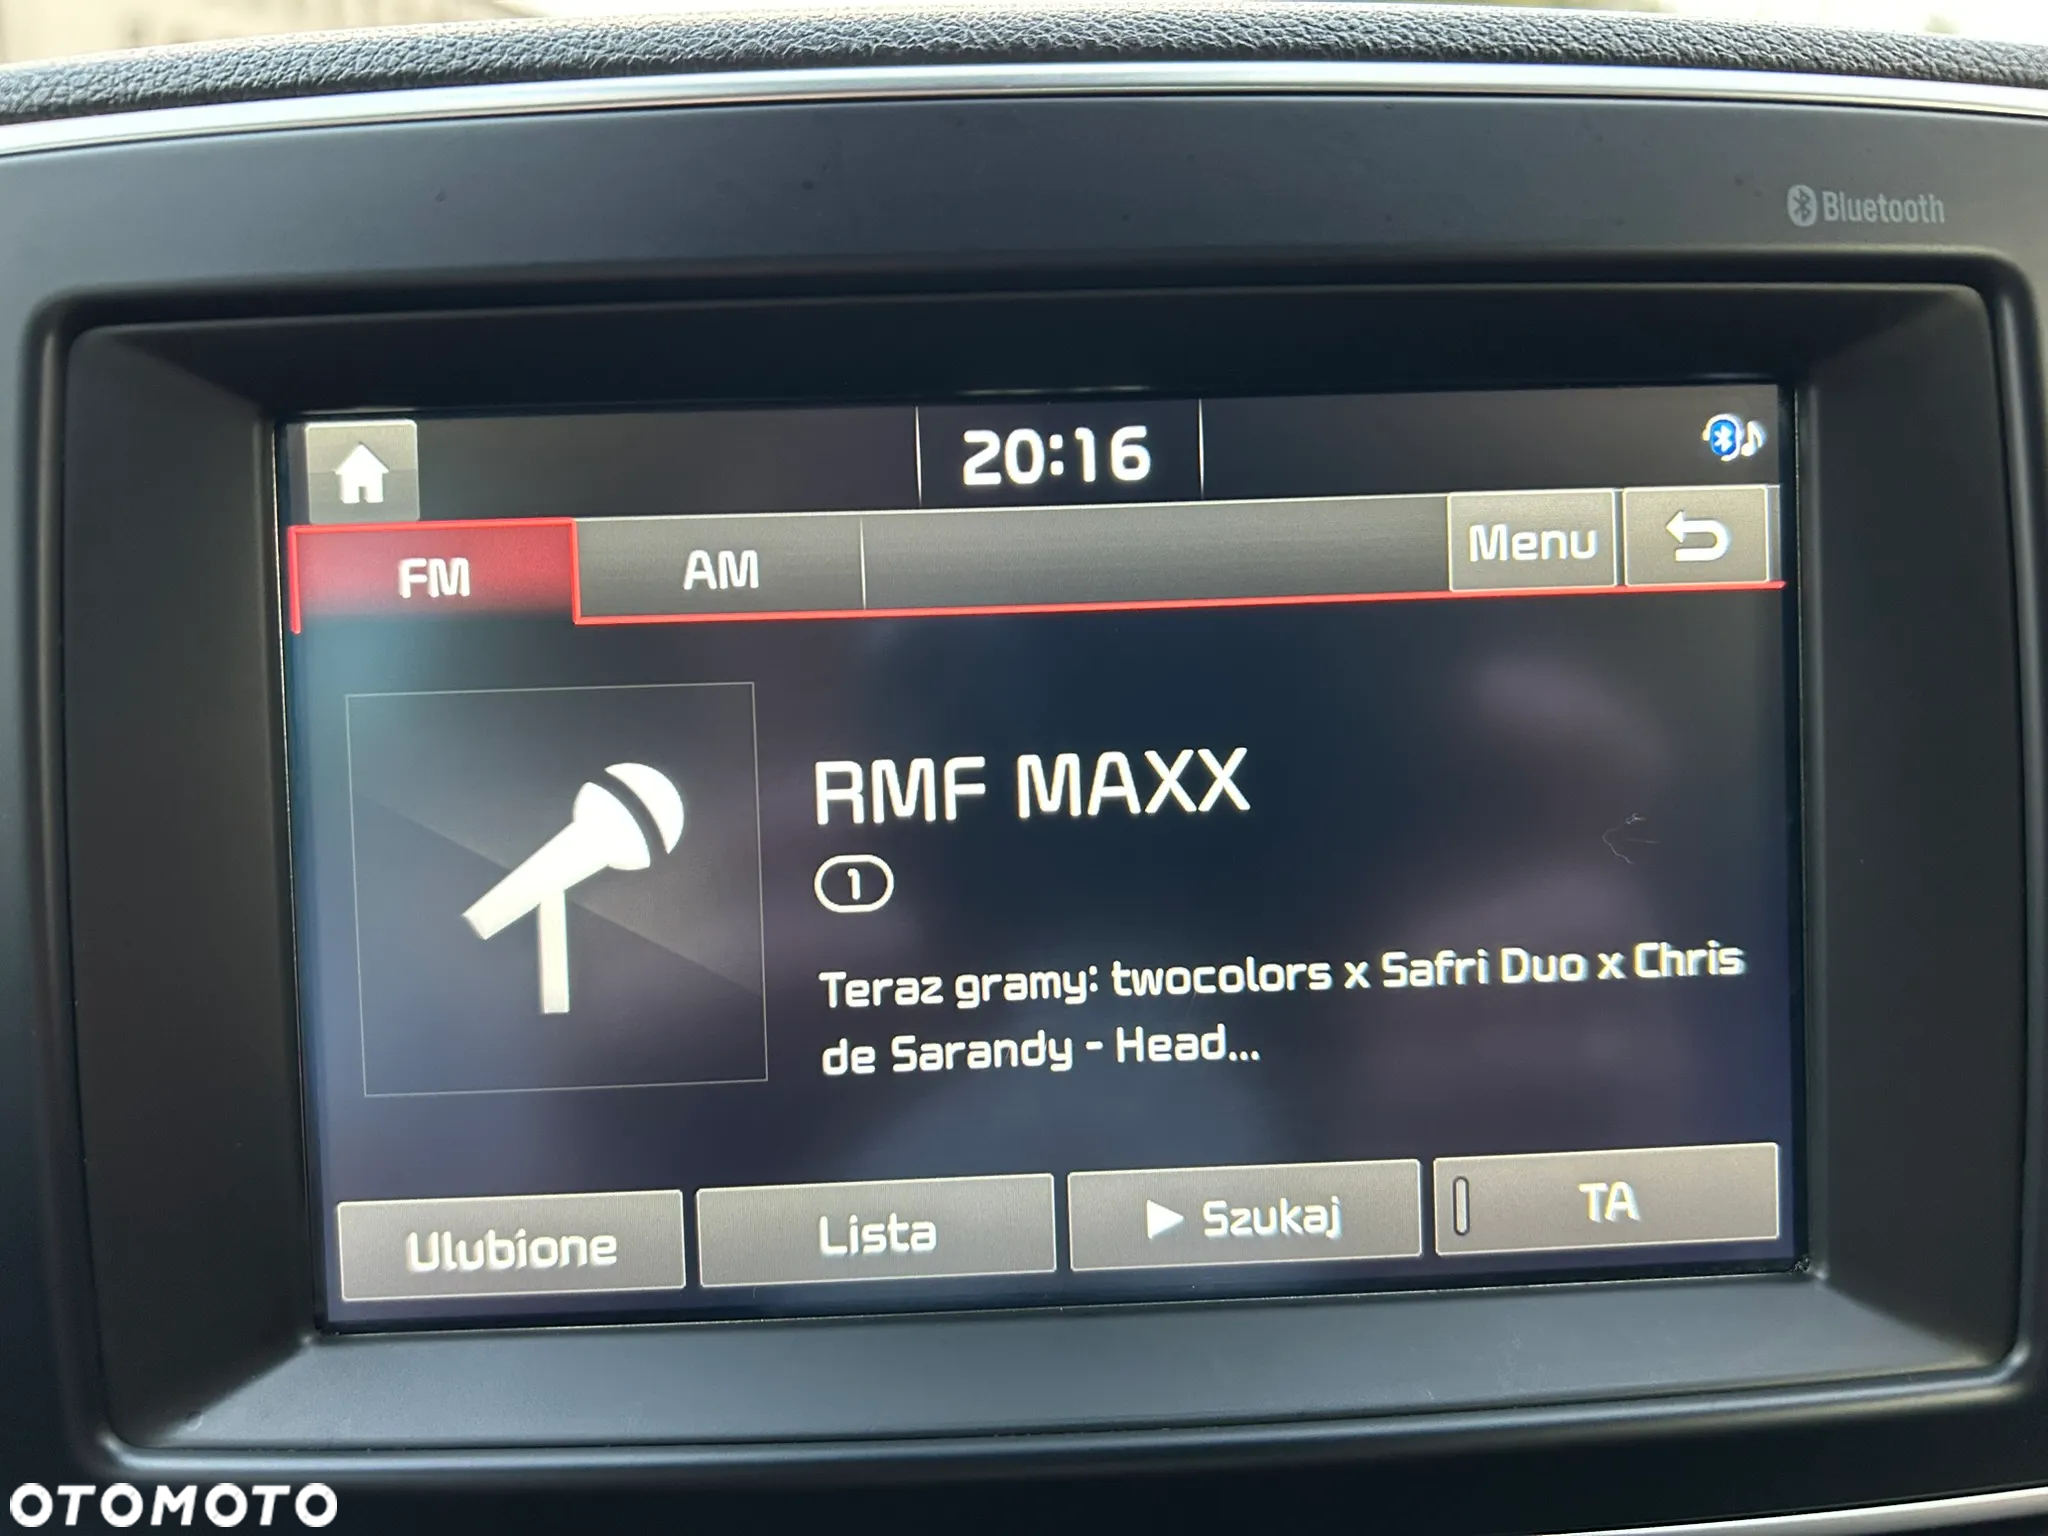 Bluetooth
20:16
FM AM Menu
RMF MAXX
1
Teraz gramy: twocolors x Safri Duo x Chris
de Sarandy - Head...
Ulubione Lista Szukaj TA
OTOMOTO